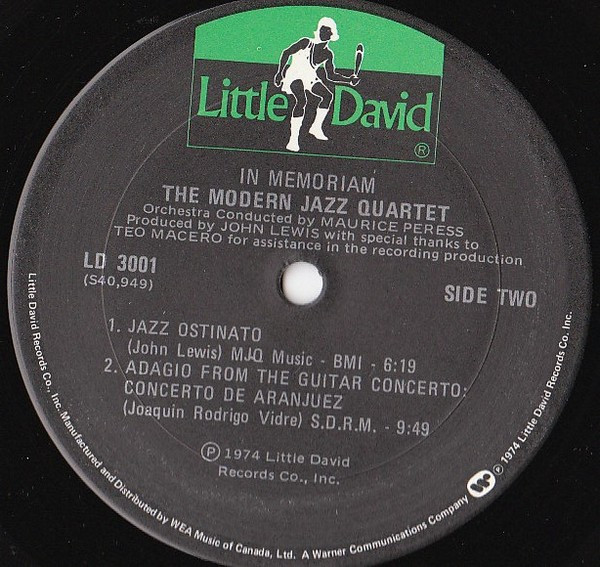 Little David ®
IN MEMORIAM
THE MODERN JAZZ QUARTET
Orchestra Conducted by MAURICE PERESS
Produced by JOHN LEWIS with special thanks to
TEO MACERO for assistance in the recording production
LD 3001
(S40,949)
SIDE TWO
1. JAZZ OSTINATO
(John Lewis) MJQ Music - BMI - 6:19
2. ADAGIO FROM THE GUITAR CONCERTO:
CONCERTO DE ARANJUEZ
(Joaquin Rodrigo Vidre) S.D.R.M. - 9:49
℗ 1974 Little David
Records Co., Inc.
Little David Records Co., Inc. Manufactured and Distributed by WEA Music of Canada, Ltd. A Warner Communications Company ℗ 1974 Little David Records Co. Inc.